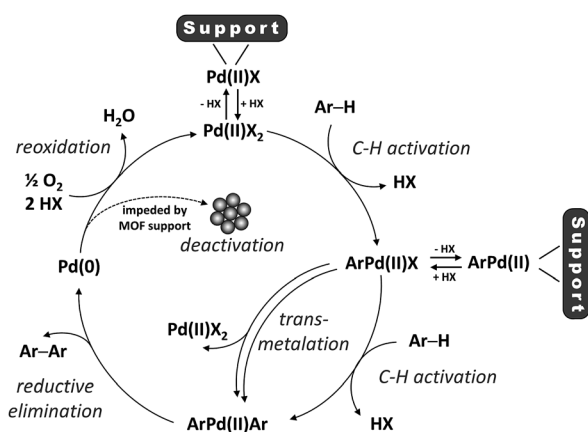 Support
Pd(II)X
- HX
+ HX
Pd(II)X₂
H₂O
reoxidation
½ O₂
2 HX
Ar–H
C-H activation
HX
impeded by
MOF support
deactivation
Pd(0)
ArPd(II)X
- HX
+ HX
ArPd(II)
Support
Pd(II)X₂
trans-
metalation
Ar–H
C-H activation
HX
Ar–Ar
reductive
elimination
ArPd(II)Ar